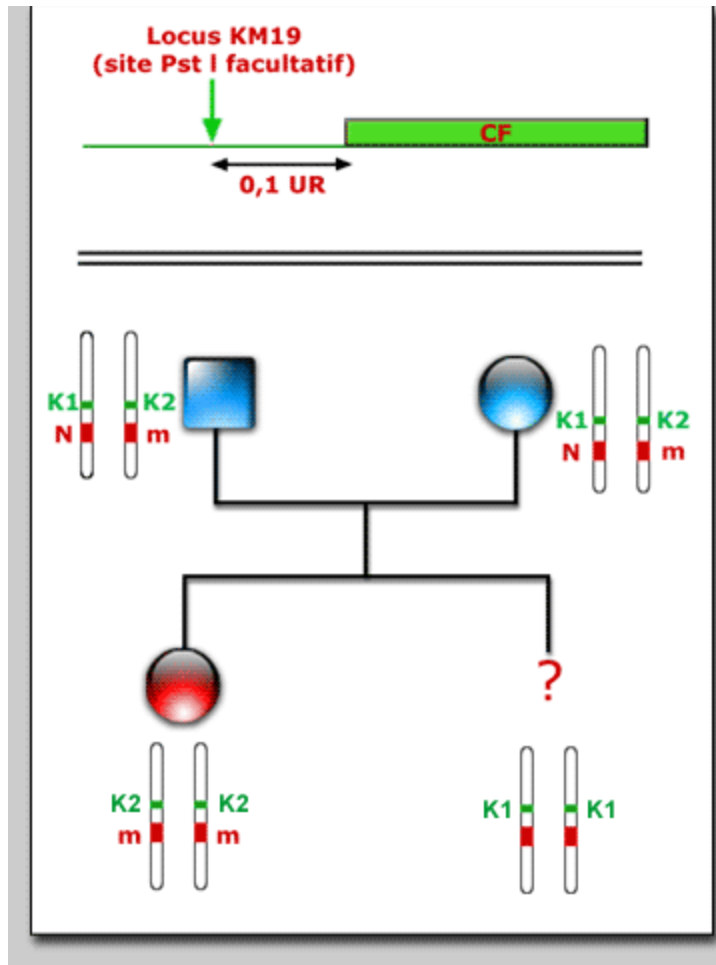 Locus KM19
(site Pst I facultatif)
CF
0,1 UR
K1 K2
N m
K1 K2
N m
?
K2 K2
m m
K1 K1